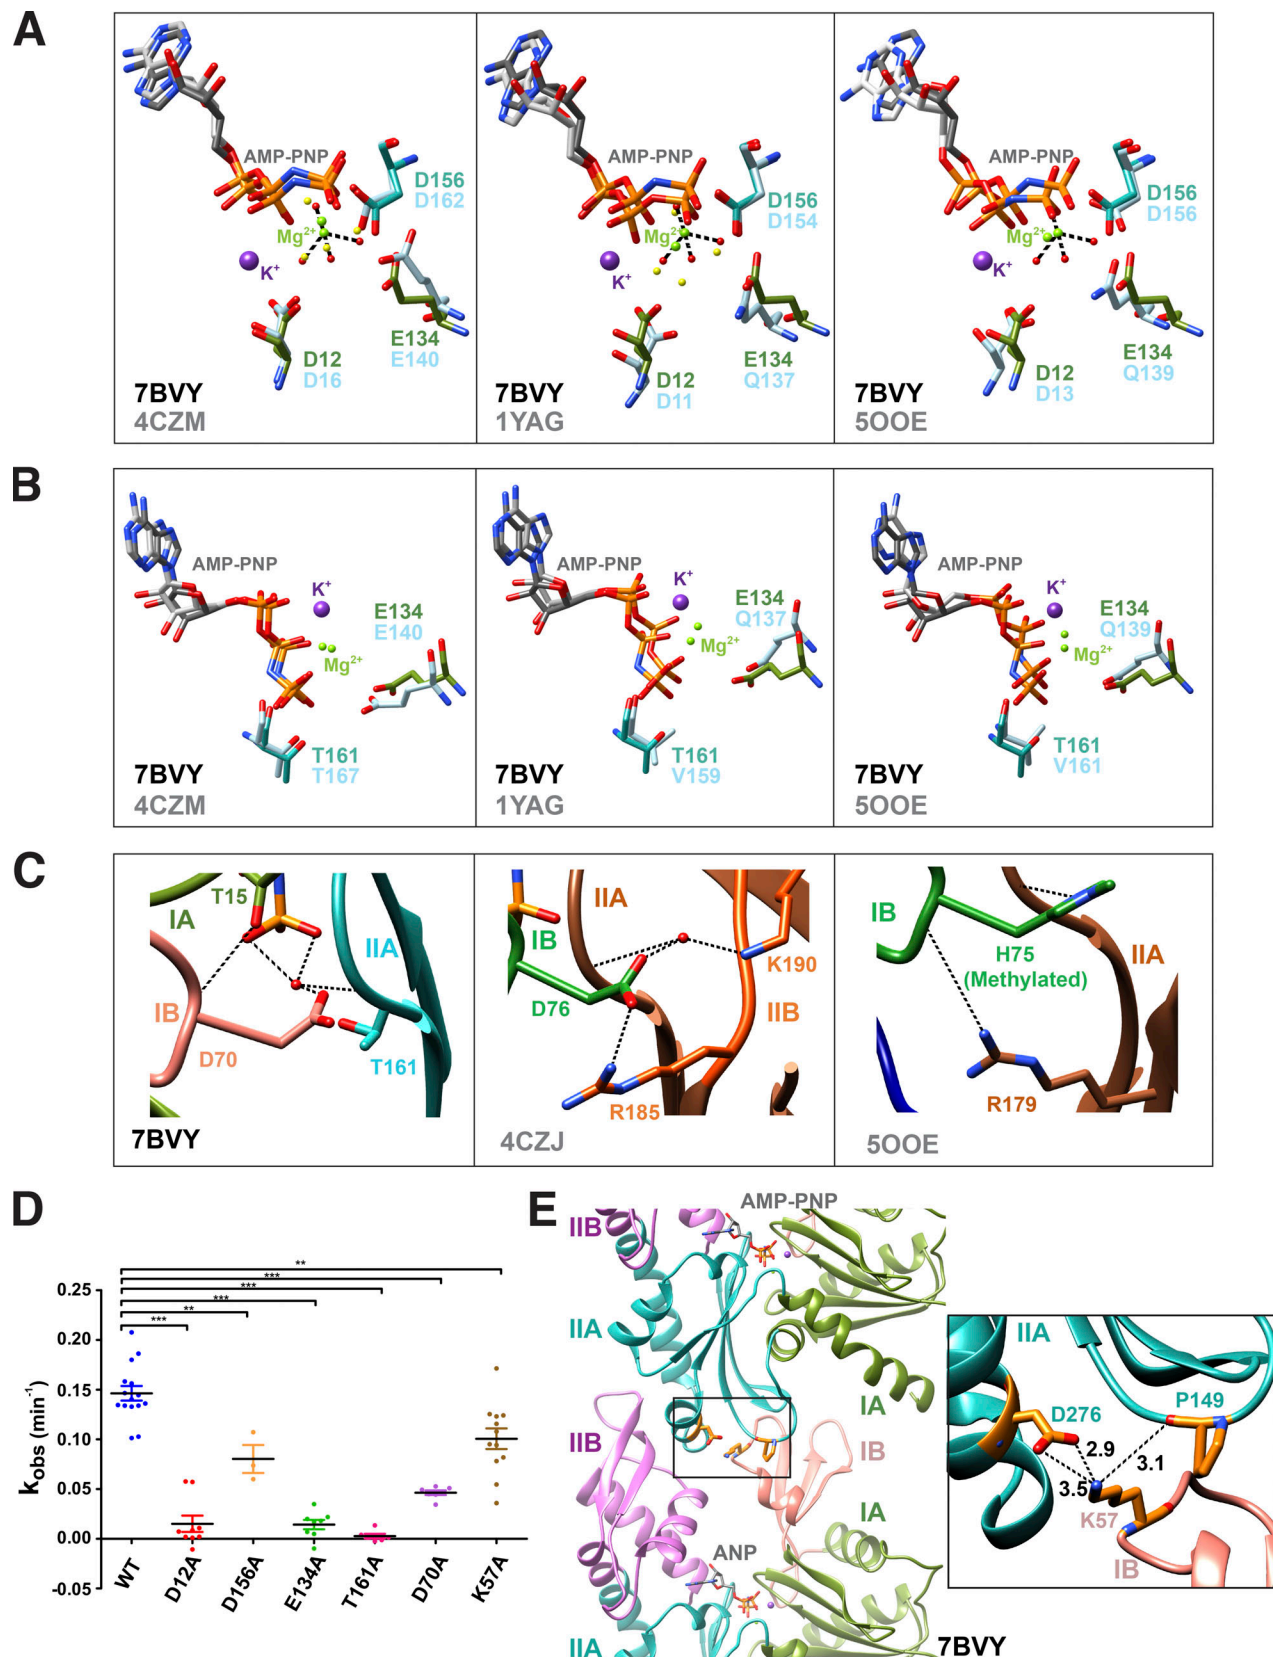 A
AMP-PNP
D156
D162
Mg2+
K+
E134
E140
D12
D16
7BVY
4CZM
AMP-PNP
D156
D154
Mg2+
K+
E134
Q137
D12
D11
7BVY
1YAG
AMP-PNP
D156
D156
Mg2+
K+
E134
Q139
D12
D13
7BVY
5OOE
B
AMP-PNP
K+
E134
E140
Mg2+
T161
T167
7BVY
4CZM
AMP-PNP
K+
E134
Q137
Mg2+
T161
V159
7BVY
1YAG
AMP-PNP
K+
E134
Q139
Mg2+
T161
V161
7BVY
5OOE
C
T15
IA
IIA
IB
D70
T161
7BVY
IIA
IB
K190
D76
IIB
R185
4CZJ
IB
H75
(Methylated)
IIA
R179
5OOE
D
**
***
***
***
**
***
0.25
0.20
0.15
0.10
0.05
0.00
-0.05
kobs (min-1)
WT
D12A
D156A
E134A
T161A
D70A
K57A
E
AMP-PNP
IIB
IIA
IA
IIB
IB
IA
ANP
IIA
7BVY
IIA
P149
D276
2.9
3.1
3.5
K57
IB